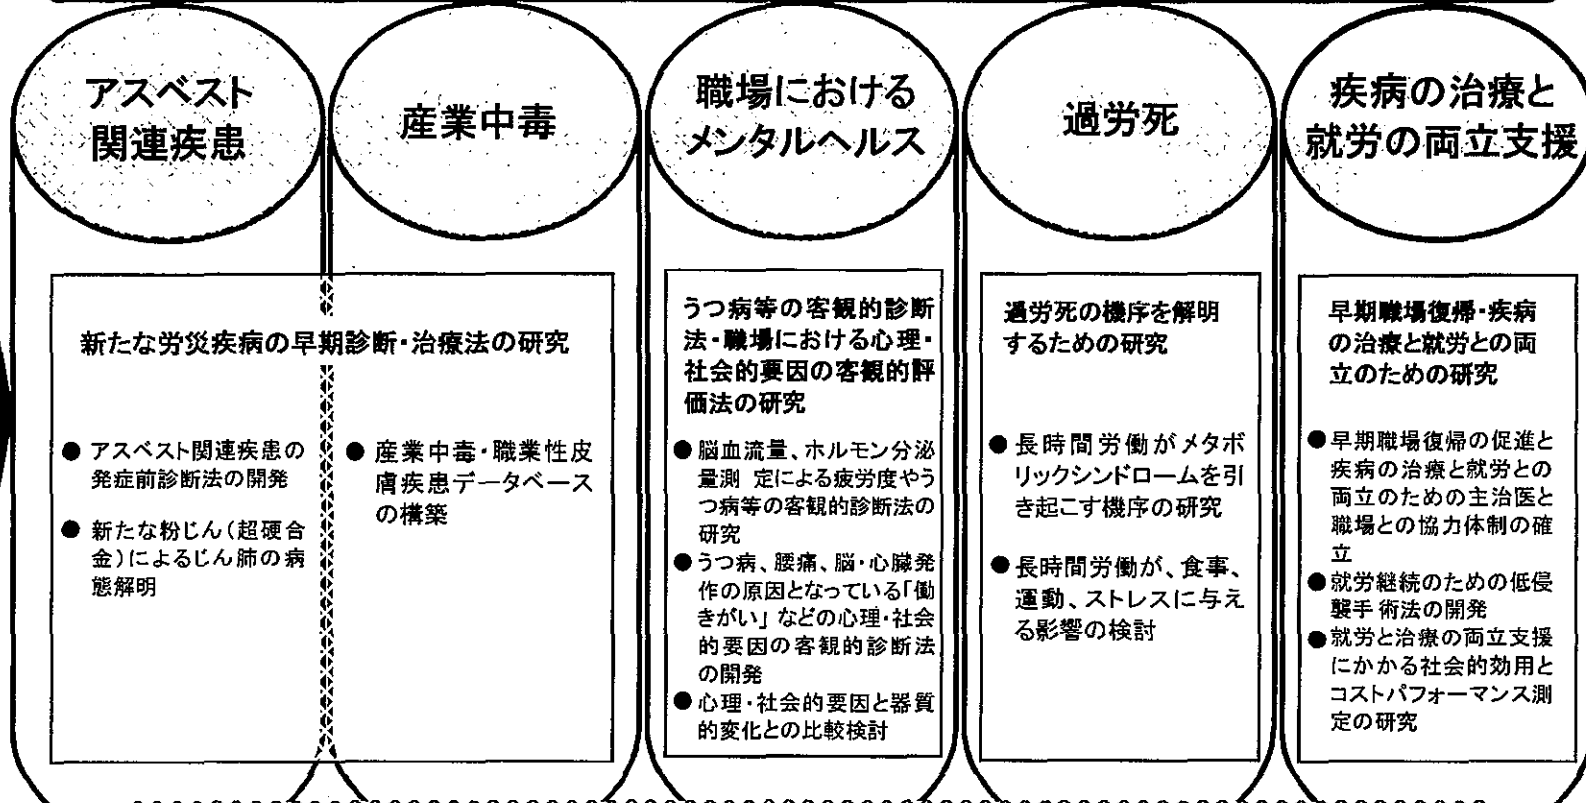 アスベスト
関連疾患
産業中毒
職場における
メンタルヘルス
過労死
疾病の治療と
就労の両立支援
新たな労災疾病の早期診断・治療法の研究
● アスベスト関連疾患の
発症前診断法の開発
● 新たな粉じん(超硬合
金)によるじん肺の病
態解明
● 産業中毒・職業性皮
膚疾患データベース
の構築
うつ病等の客観的診断
法・職場における心理・
社会的要因の客観的評
価法の研究
● 脳血流量、ホルモン分泌
量測 定による疲労度やう
つ病等の客観的診断法の
研究
● うつ病、腰痛、脳・心臓発
作の原因となっている「働
きがい」などの心理・社会
的要因の客観的診断法
の開発
● 心理・社会的要因と器質
的変化との比較検討
過労死の機序を解明
するための研究
● 長時間労働がメタボ
リックシンドロームを引
き起こす機序の研究
● 長時間労働が、食事、
運動、ストレスに与え
る影響の検討
早期職場復帰・疾病
の治療と就労との両
立のための研究
● 早期職場復帰の促進と
疾病の治療と就労との
両立のための主治医と
職場との協力体制の確
立
● 就労継続のための低侵
襲手術法の開発
● 就労と治療の両立支援
にかかる社会的効用と
コストパフォーマンス測
定の研究